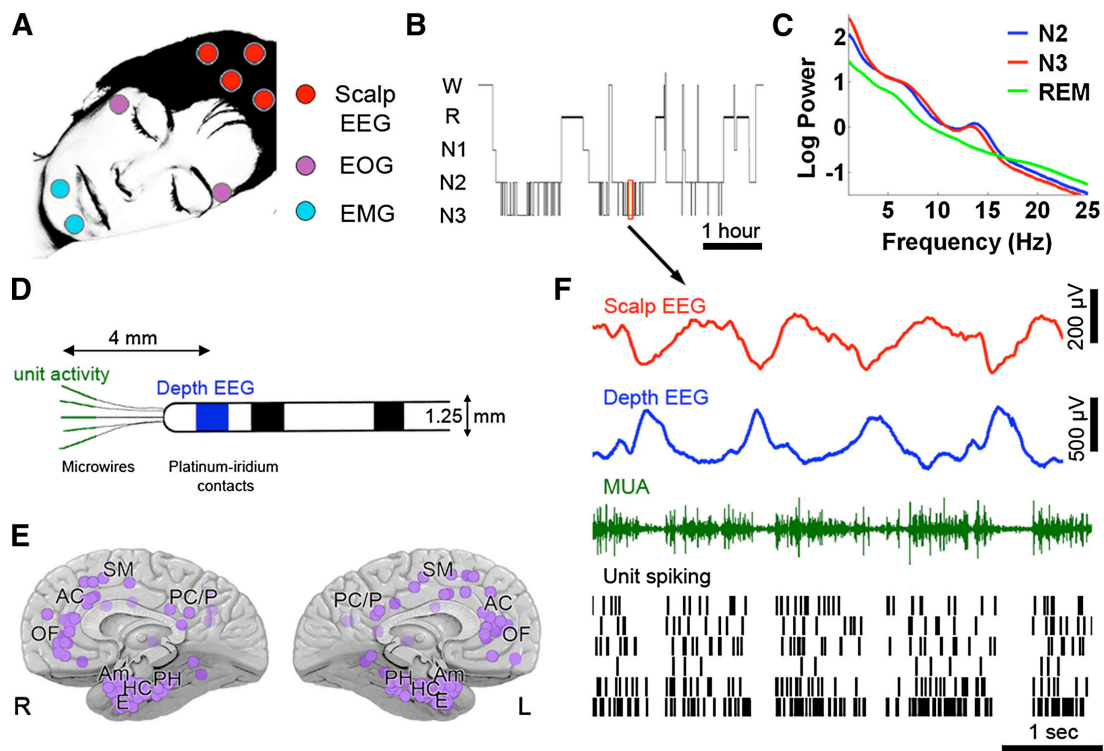 A
Scalp
EEG
EOG
EMG
B
W
R
N1
N2
N3
1 hour
C
Log Power
2
1
0
-1
N2
N3
REM
5 10 15 20 25
Frequency (Hz)
D
4 mm
unit activity
Depth EEG
1.25 mm
Microwires
Platinum-iridium
contacts
E
SM
AC
PC/P
OF
Am
HC
PH
E
R
SM
PC/P
AC
OF
PH
HC
Am
E
L
F
Scalp EEG
200 µV
Depth EEG
500 µV
MUA
Unit spiking
1 sec